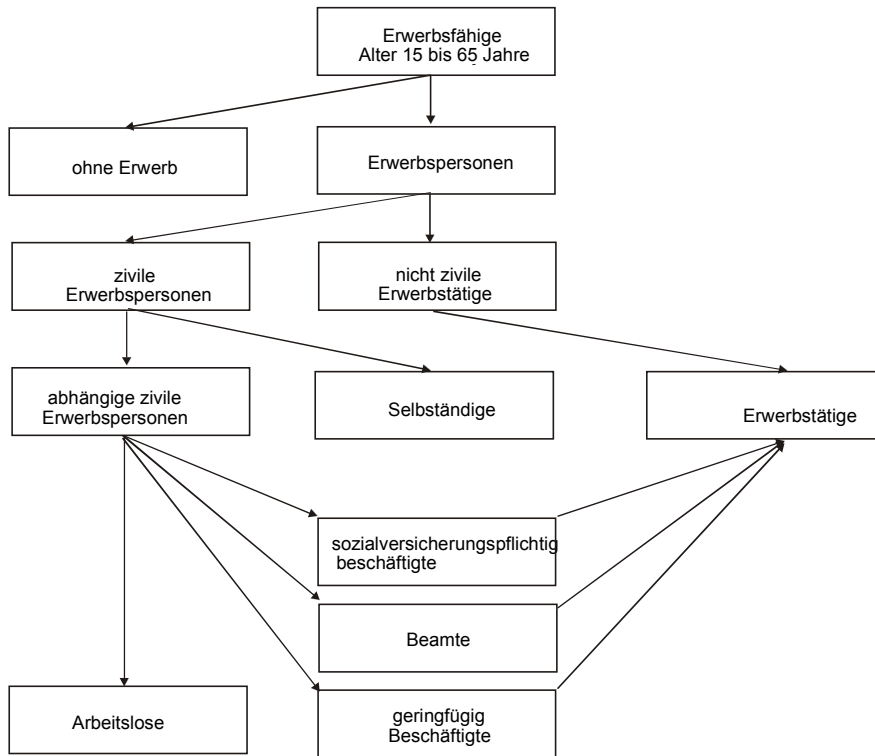 Erwerbsfähige
Alter 15 bis 65 Jahre
ohne Erwerb
Erwerbspersonen
zivile
Erwerbspersonen
nicht zivile
Erwerbstätige
abhängige zivile
Erwerbspersonen
Selbständige
Erwerbstätige
sozialversicherungspflichtig
beschäftigte
Beamte
Arbeitslose
geringfügig
Beschäftigte